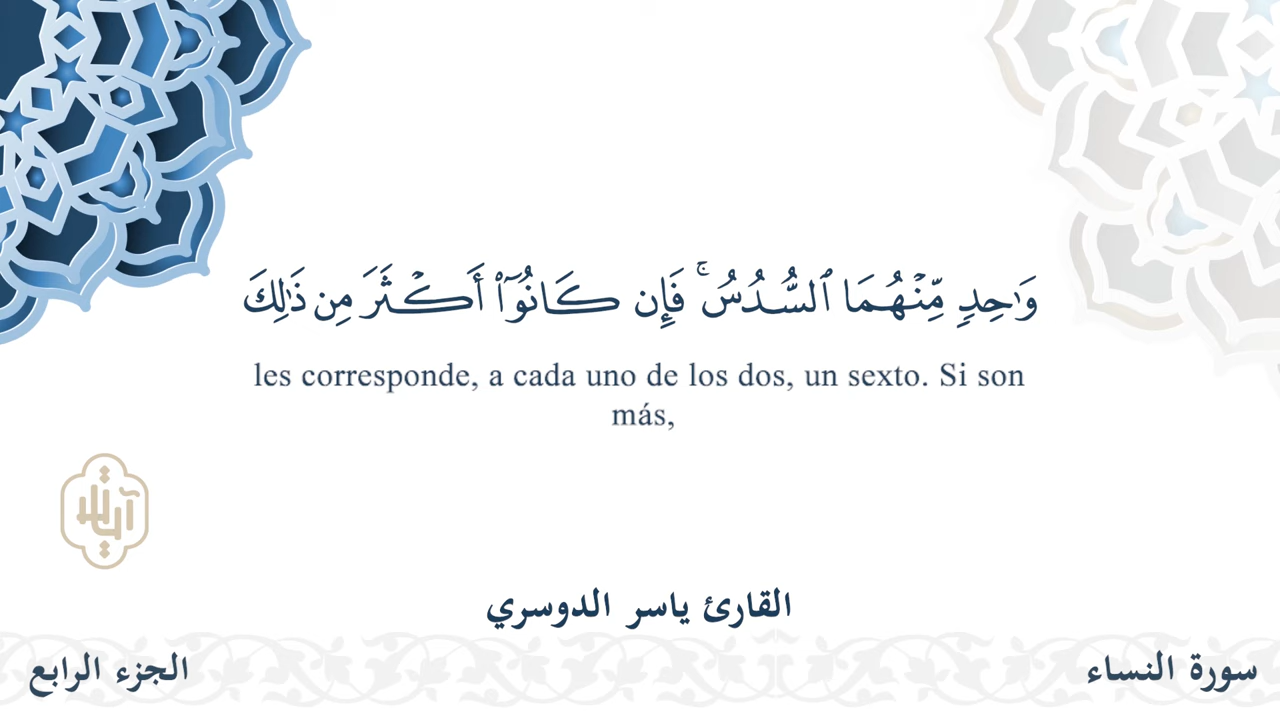 وَٰحِدٍ مِّنْهُمَا ٱلسُّدُسُ ۚ فَإِن كَانُوٓا۟ أَكْثَرَ مِن ذَٰلِكَ
les corresponde, a cada uno de los dos, un sexto. Si son
más,
القارئ ياسر الدوسري
سورة النساء
الجزء الرابع